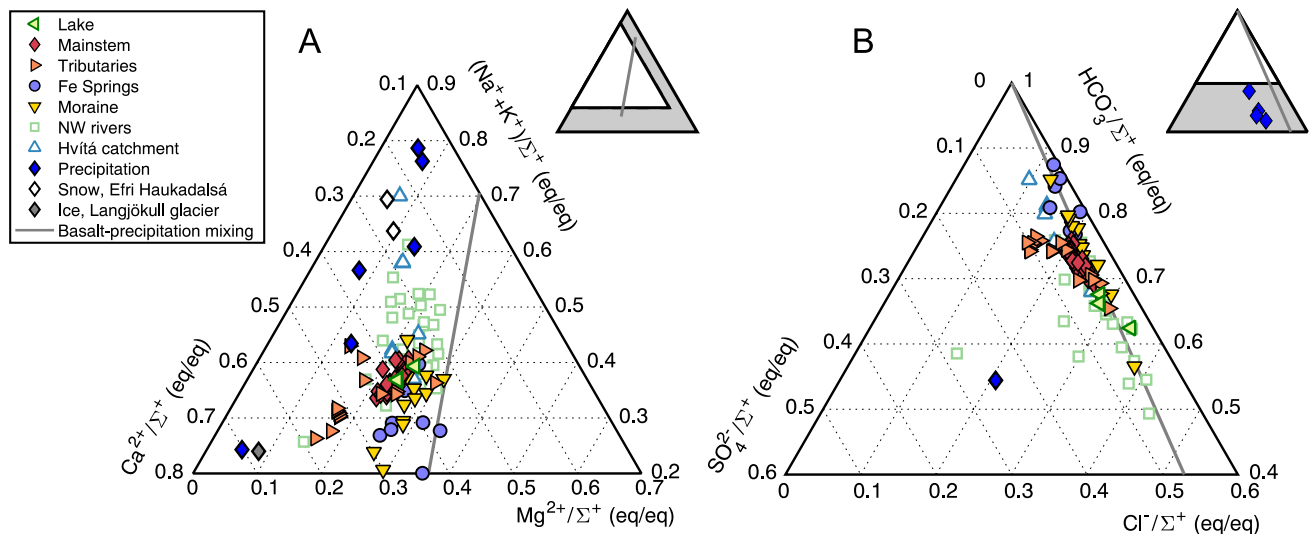 Lake
Mainstem
Tributaries
Fe Springs
Moraine
NW rivers
Hvítá catchment
Precipitation
Snow, Efri Haukadalsá
Ice, Langjökull glacier
Basalt-precipitation mixing
A
0.1
0.2
0.3
0.4
0.5
0.6
0.7
0.8
Ca²⁺/Σ⁺ (eq/eq)
0.9
0.8
0.7
0.6
0.5
0.4
0.3
0.2
(Na⁺+K⁺)/Σ⁺ (eq/eq)
0
0.1
0.2
0.3
0.4
0.5
0.6
0.7
Mg²⁺/Σ⁺ (eq/eq)
B
0
0.1
0.2
0.3
0.4
0.5
0.6
SO₄²⁻/Σ⁺ (eq/eq)
1
0.9
0.8
0.7
0.6
0.5
0.4
HCO₃⁻/Σ⁺ (eq/eq)
0
0.1
0.2
0.3
0.4
0.5
0.6
Cl⁻/Σ⁺ (eq/eq)